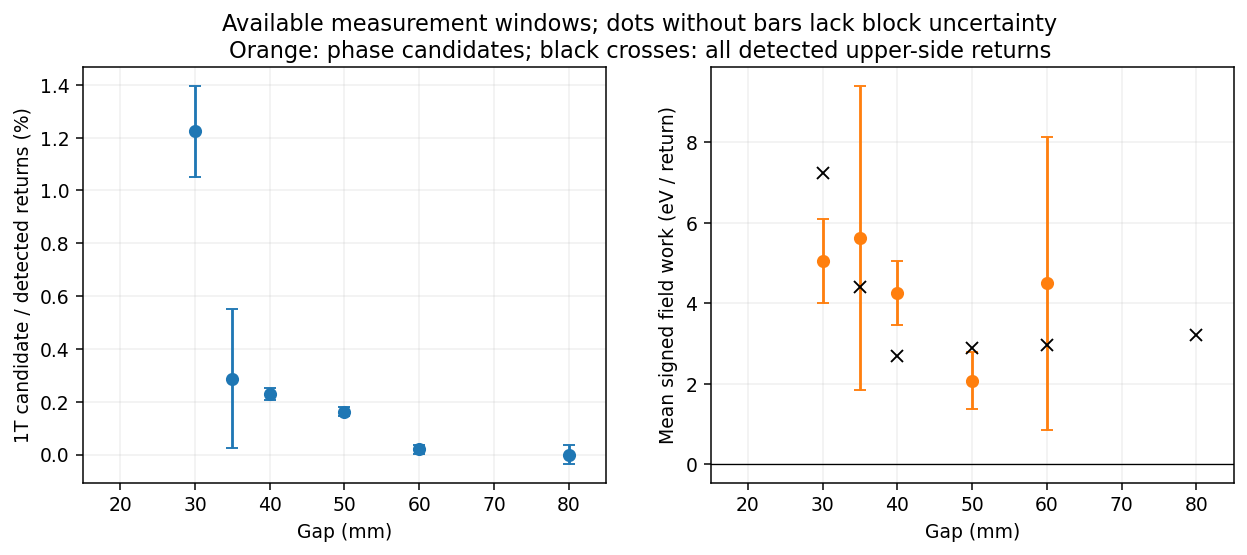 Available measurement windows; dots without bars lack block uncertainty
Orange: phase candidates; black crosses: all detected upper-side returns
1T candidate / detected returns (%)
1.4
1.2
1.0
0.8
0.6
0.4
0.2
0.0
20 30 40 50 60 70 80
Gap (mm)
Mean signed field work (eV / return)
8
6
4
2
0
20 30 40 50 60 70 80
Gap (mm)